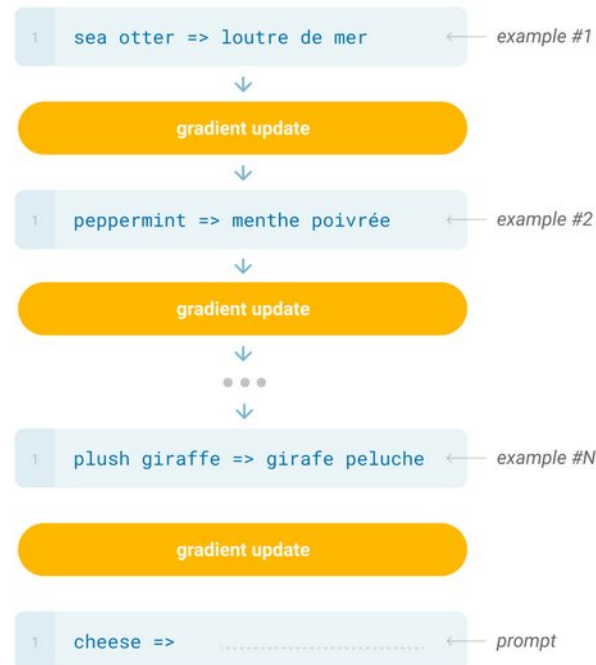 1 sea otter => loutre de mer example #1
gradient update
1 peppermint => menthe poivrée example #2
gradient update
1 plush giraffe => girafe peluche example #N
gradient update
1 cheese => prompt